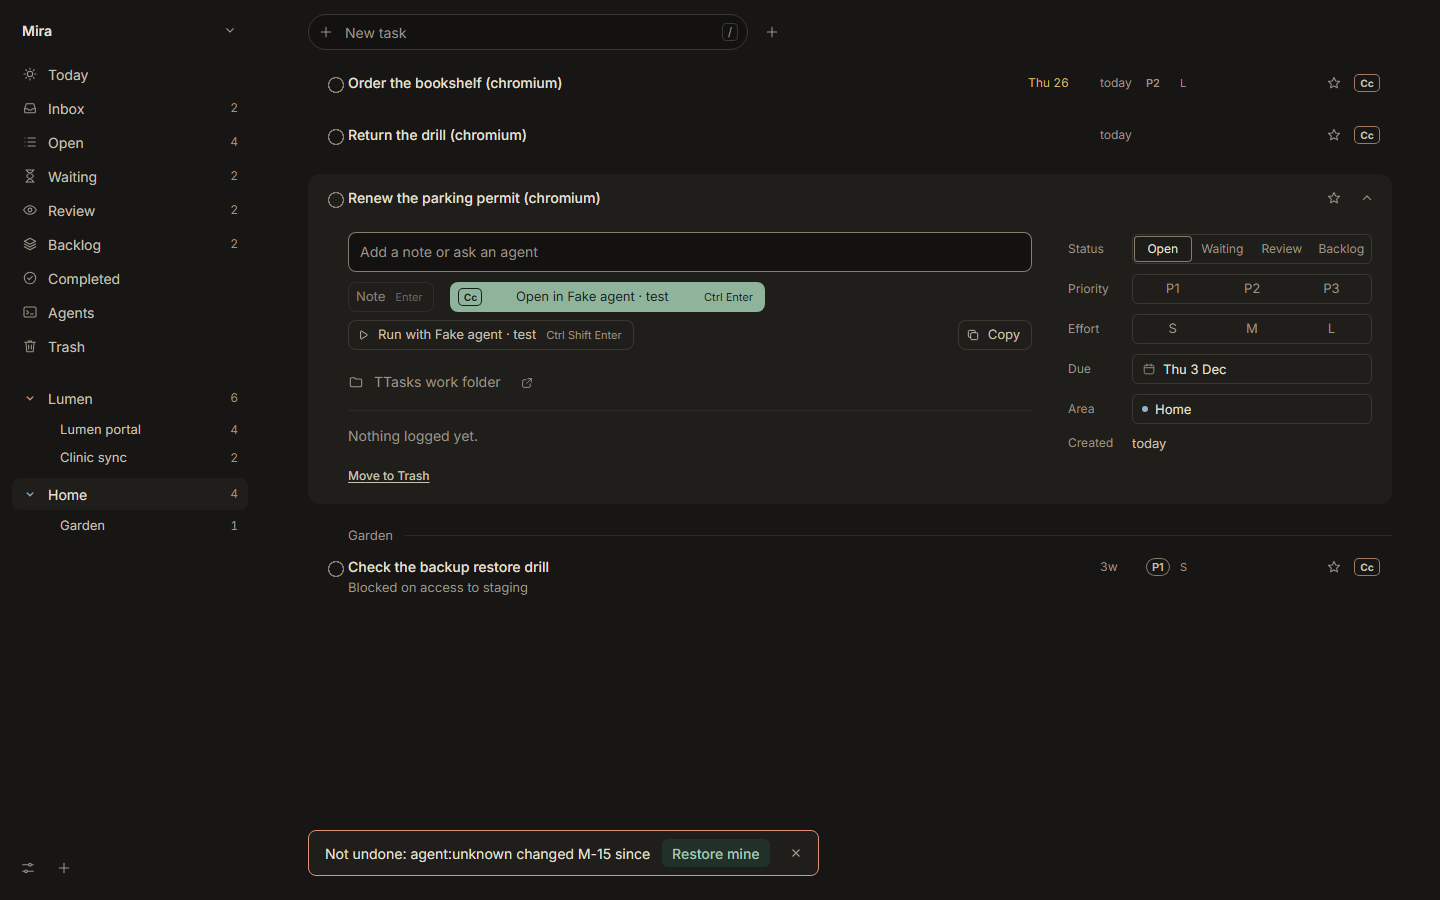 Mira
Today
Inbox 2
Open 4
Waiting 2
Review 2
Backlog 2
Completed
Agents
Trash
Lumen 6
Lumen portal 4
Clinic sync 2
Home 4
Garden 1
New task /
Order the bookshelf (chromium) Thu 26 today P2 L Cc
Return the drill (chromium) today Cc
Renew the parking permit (chromium)
Add a note or ask an agent
Note Enter Cc Open in Fake agent · test Ctrl Enter
Run with Fake agent · test Ctrl Shift Enter Copy
TTasks work folder
Nothing logged yet.
Move to Trash
Status Open Waiting Review Backlog
Priority P1 P2 P3
Effort S M L
Due Thu 3 Dec
Area Home
Created today
Garden
Check the backup restore drill 3w P1 S Cc
Blocked on access to staging
Not undone: agent:unknown changed M-15 since Restore mine